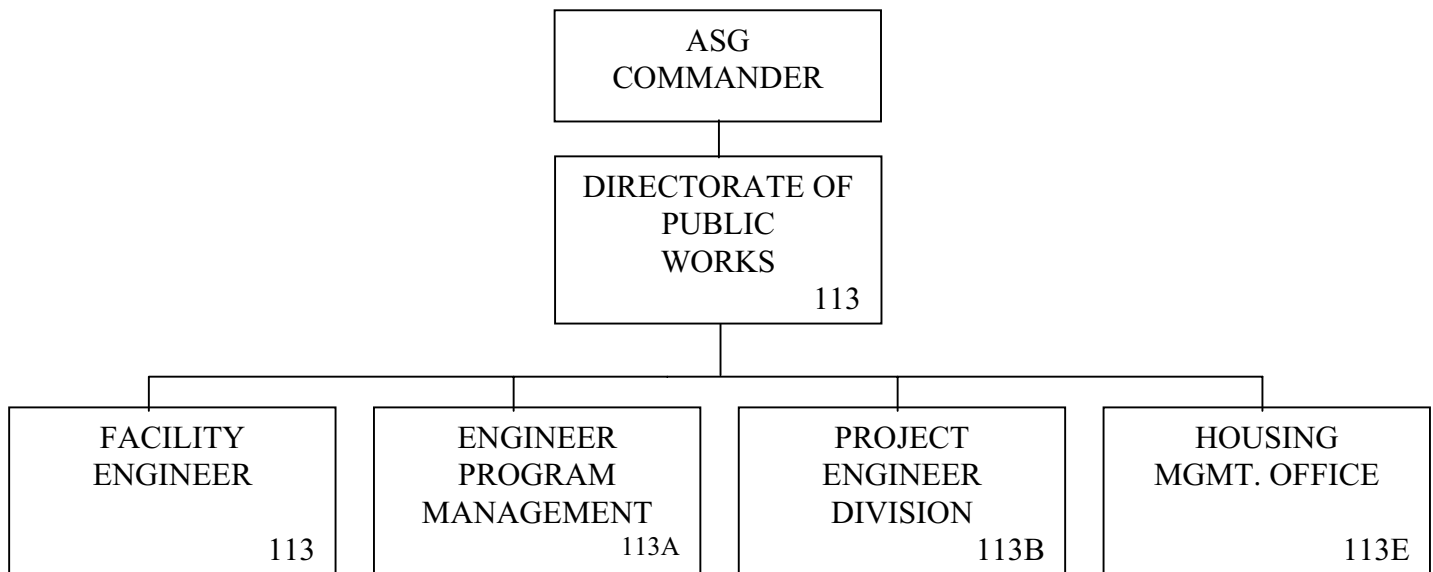 ASG
COMMANDER
DIRECTORATE OF
PUBLIC
WORKS
113
FACILITY
ENGINEER
113
ENGINEER
PROGRAM
MANAGEMENT
113A
PROJECT
ENGINEER
DIVISION
113B
HOUSING
MGMT. OFFICE
113E